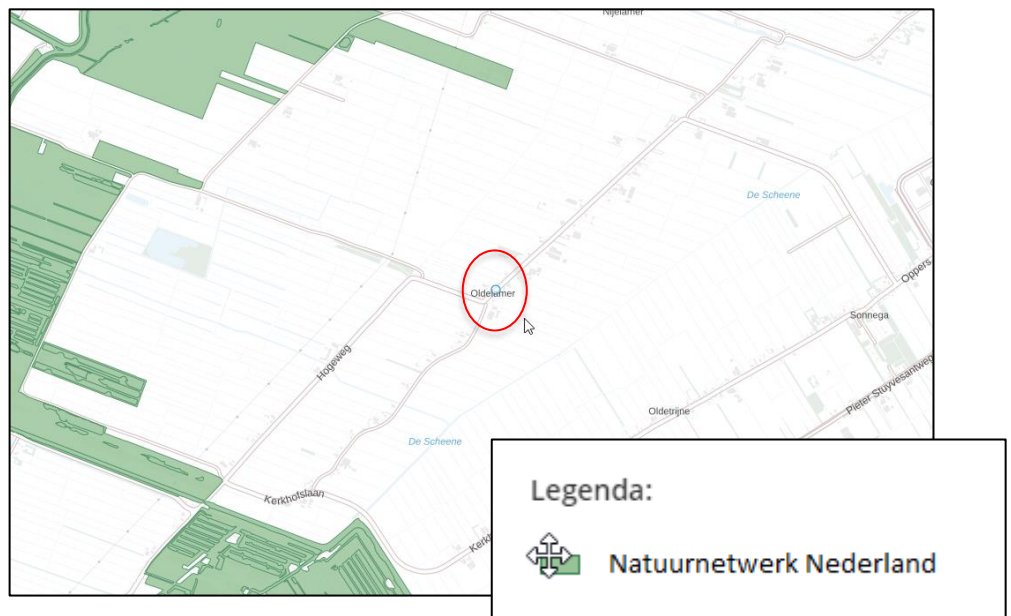 Nijelamer
De Scheene
Oldelamer
Oppers
Sonnega
Hogeweg
Pieter Stuyvesantweg
Oldetrijne
De Scheene
Kerkhofslaan
Legenda:
Natuurnetwerk Nederland